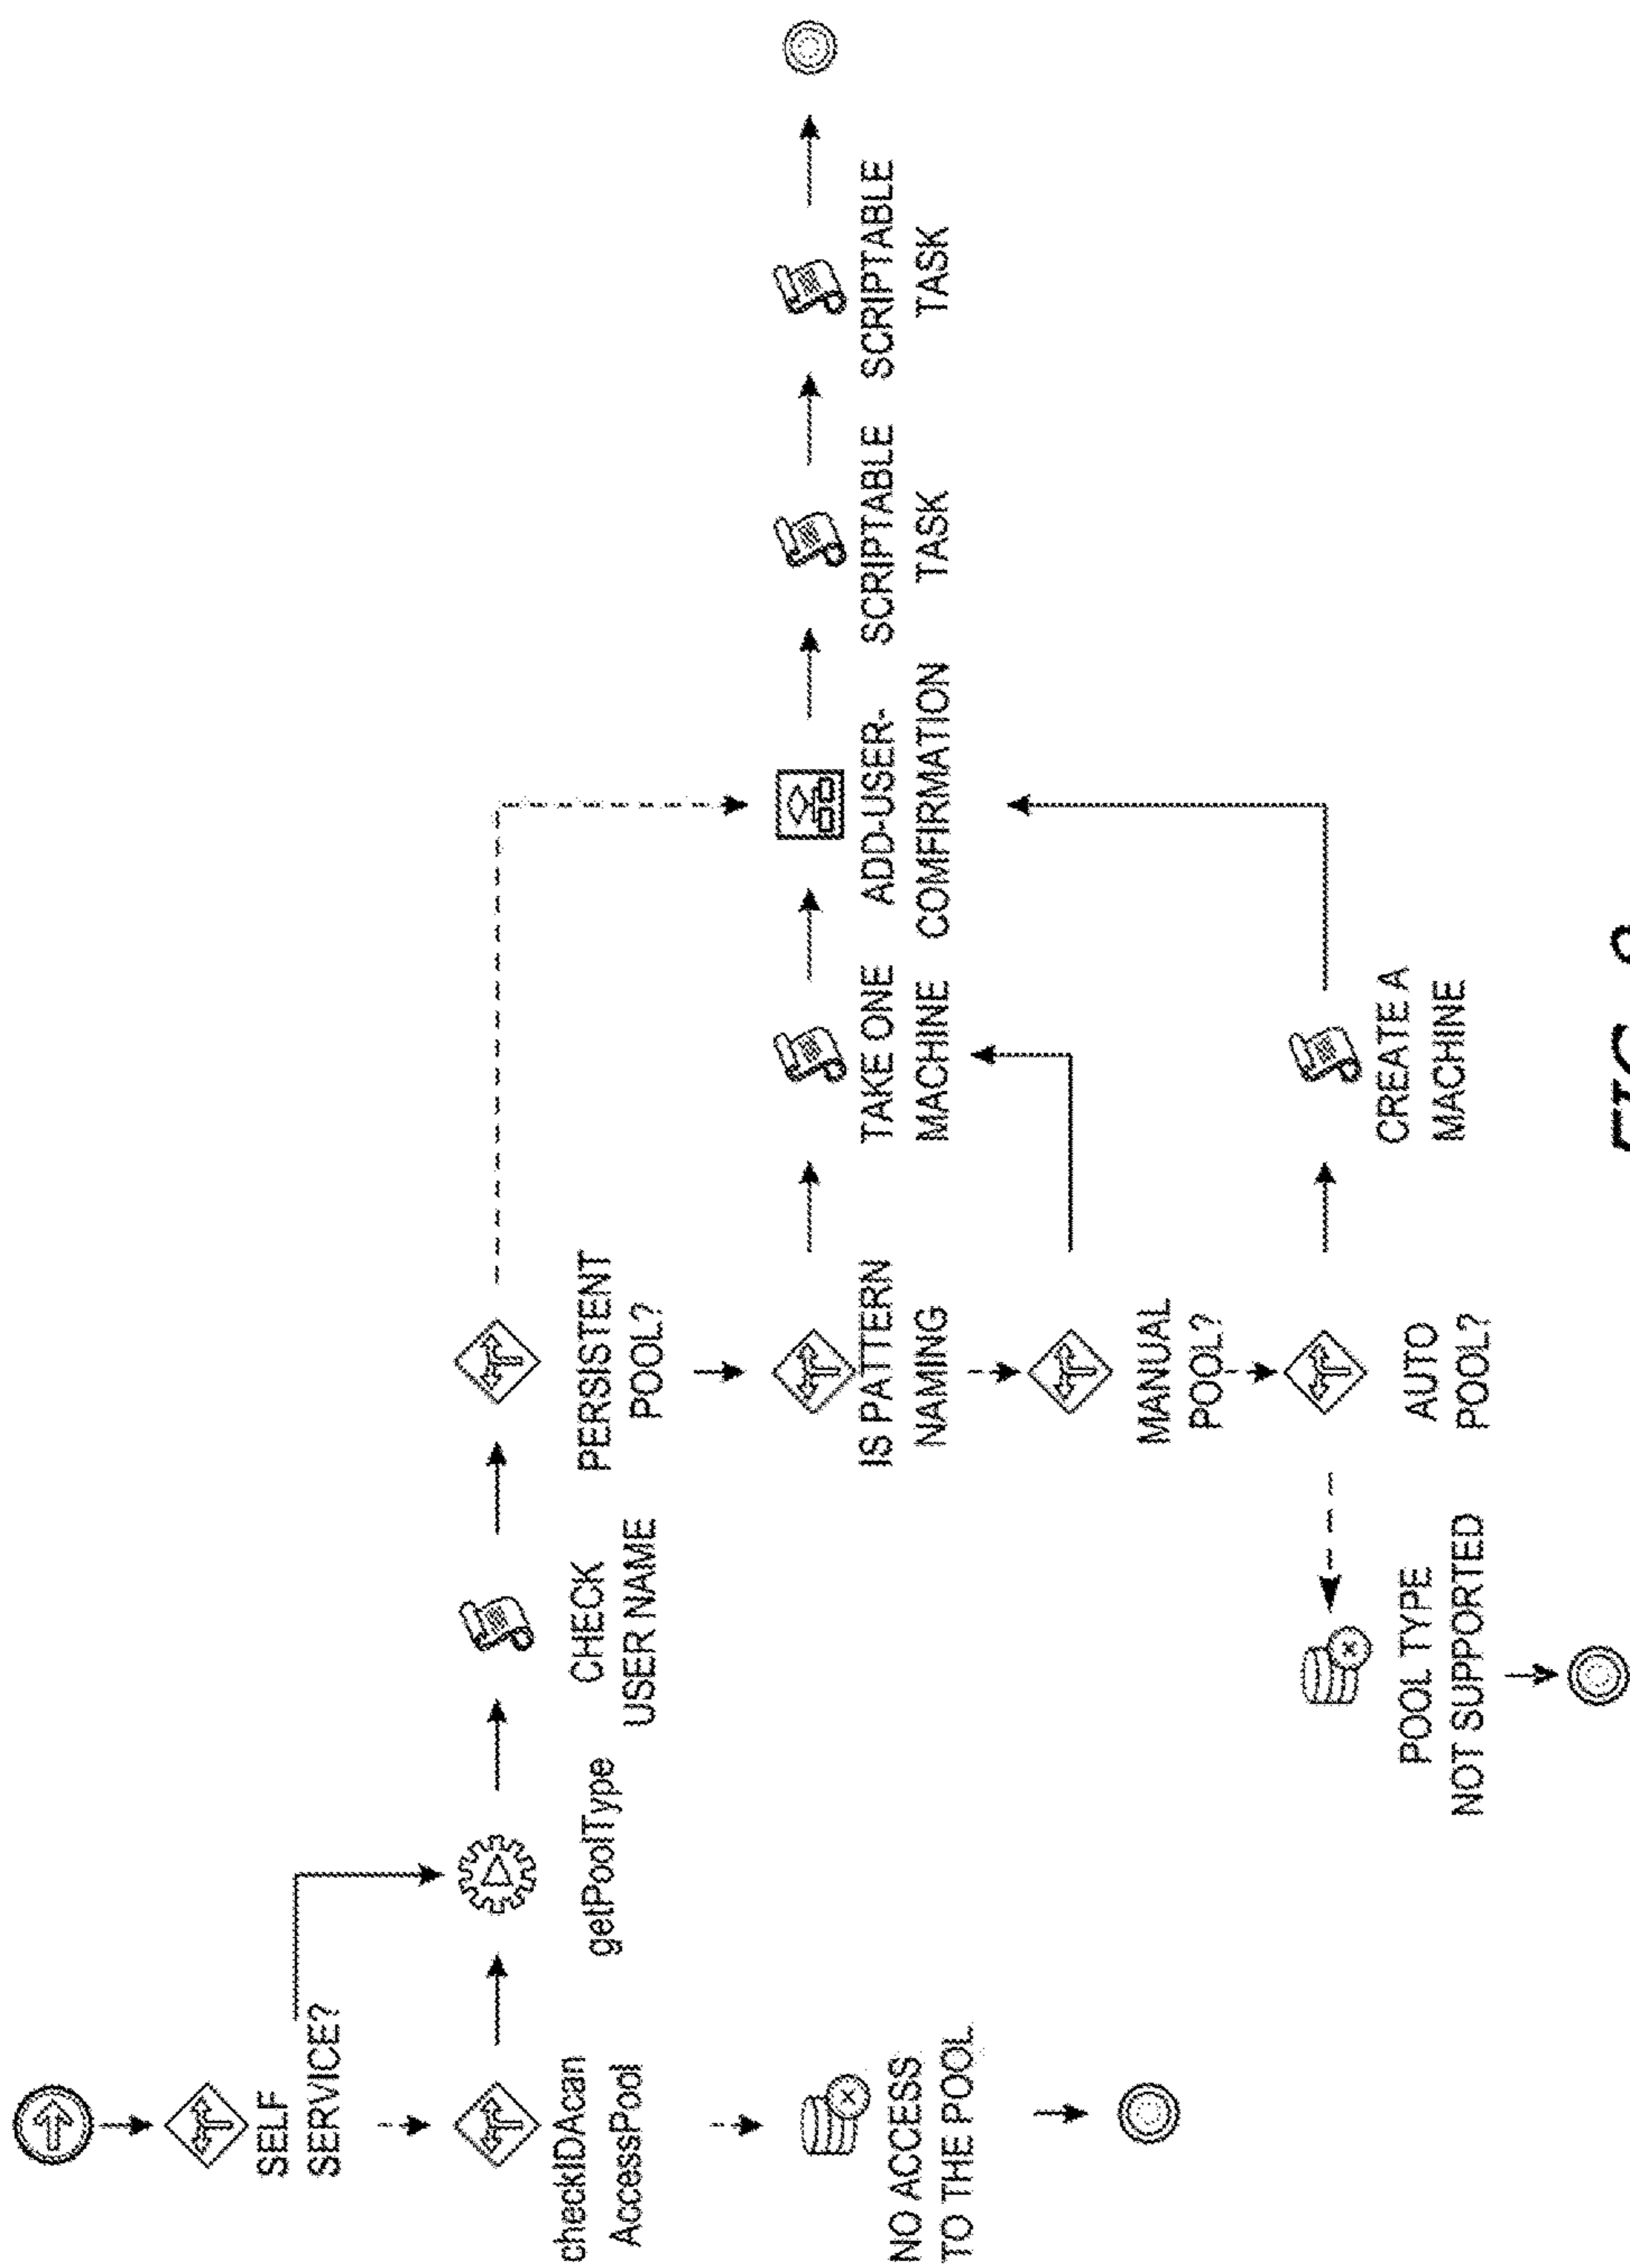 SELF
SERVICE?
checkIDAcan
AccessPool
getPoolType
CHECK
USER NAME
PERSISTENT
POOL?
NO ACCESS
TO THE POOL
IS PATTERN
NAMING
TAKE ONE
MACHINE
ADD-USER-
COMFIRMATION
SCRIPTABLE
TASK
SCRIPTABLE
TASK
MANUAL
POOL?
POOL TYPE
NOT SUPPORTED
AUTO
POOL?
CREATE A
MACHINE
FIG.